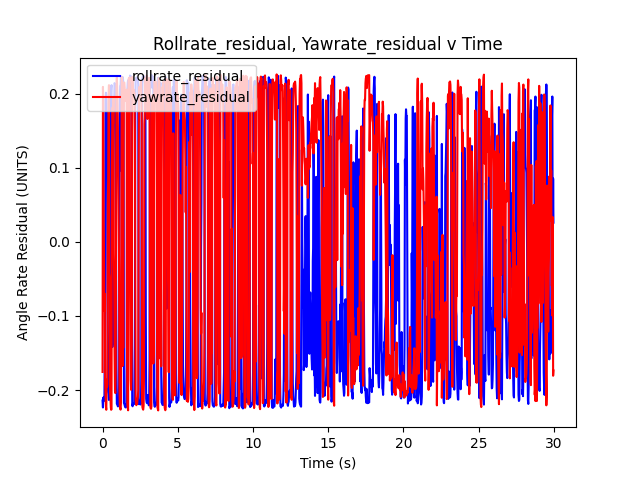 Rollrate_residual, Yawrate_residual v Time
rollrate_residual
yawrate_residual
Angle Rate Residual (UNITS)
0.2
0.1
0.0
−0.1
−0.2
0 5 10 15 20 25 30
Time (s)